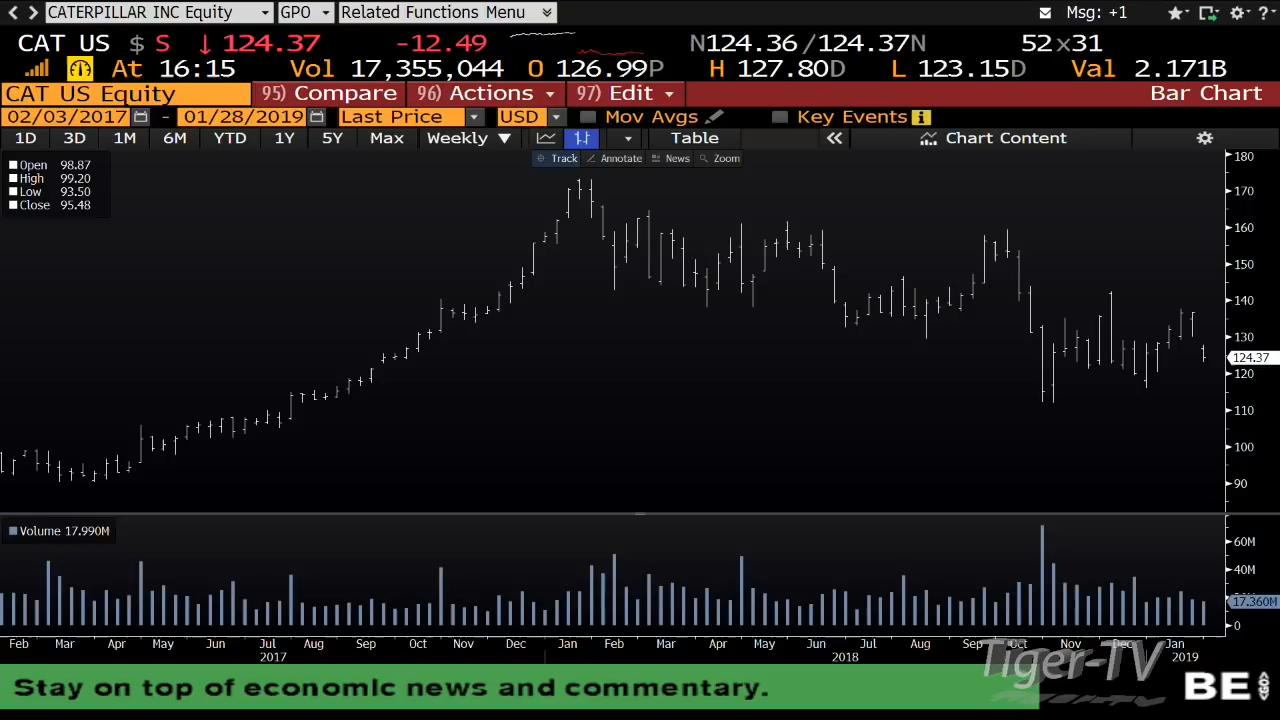 CATERPILLAR INC Equity GPO Related Functions Menu Msg: +1
CAT US $ S ↓ 124.37 -12.49 N124.36/124.37N 52×31
At 16:15 Vol 17,355,044 O 126.99P H 127.80D L 123.15D Val 2.171B
CAT US Equity 95) Compare 96) Actions 97) Edit Bar Chart
02/03/2017 - 01/28/2019 Last Price USD Mov Avgs Key Events
1D 3D 1M 6M YTD 1Y 5Y Max Weekly Table Chart Content
Track Annotate News Zoom
Open 98.87
High 99.20
Low 93.50
Close 95.48
180
170
160
150
140
130
124.37
120
110
100
90
Volume 17.990M
60M
40M
17.360M
0
Feb Mar Apr May Jun Jul Aug Sep Oct Nov Dec Jan Feb Mar Apr May Jun Jul Aug Sep Oct Nov Dec Jan
2017 2018 2019
Tiger-TV
Stay on top of economic news and commentary.
BE